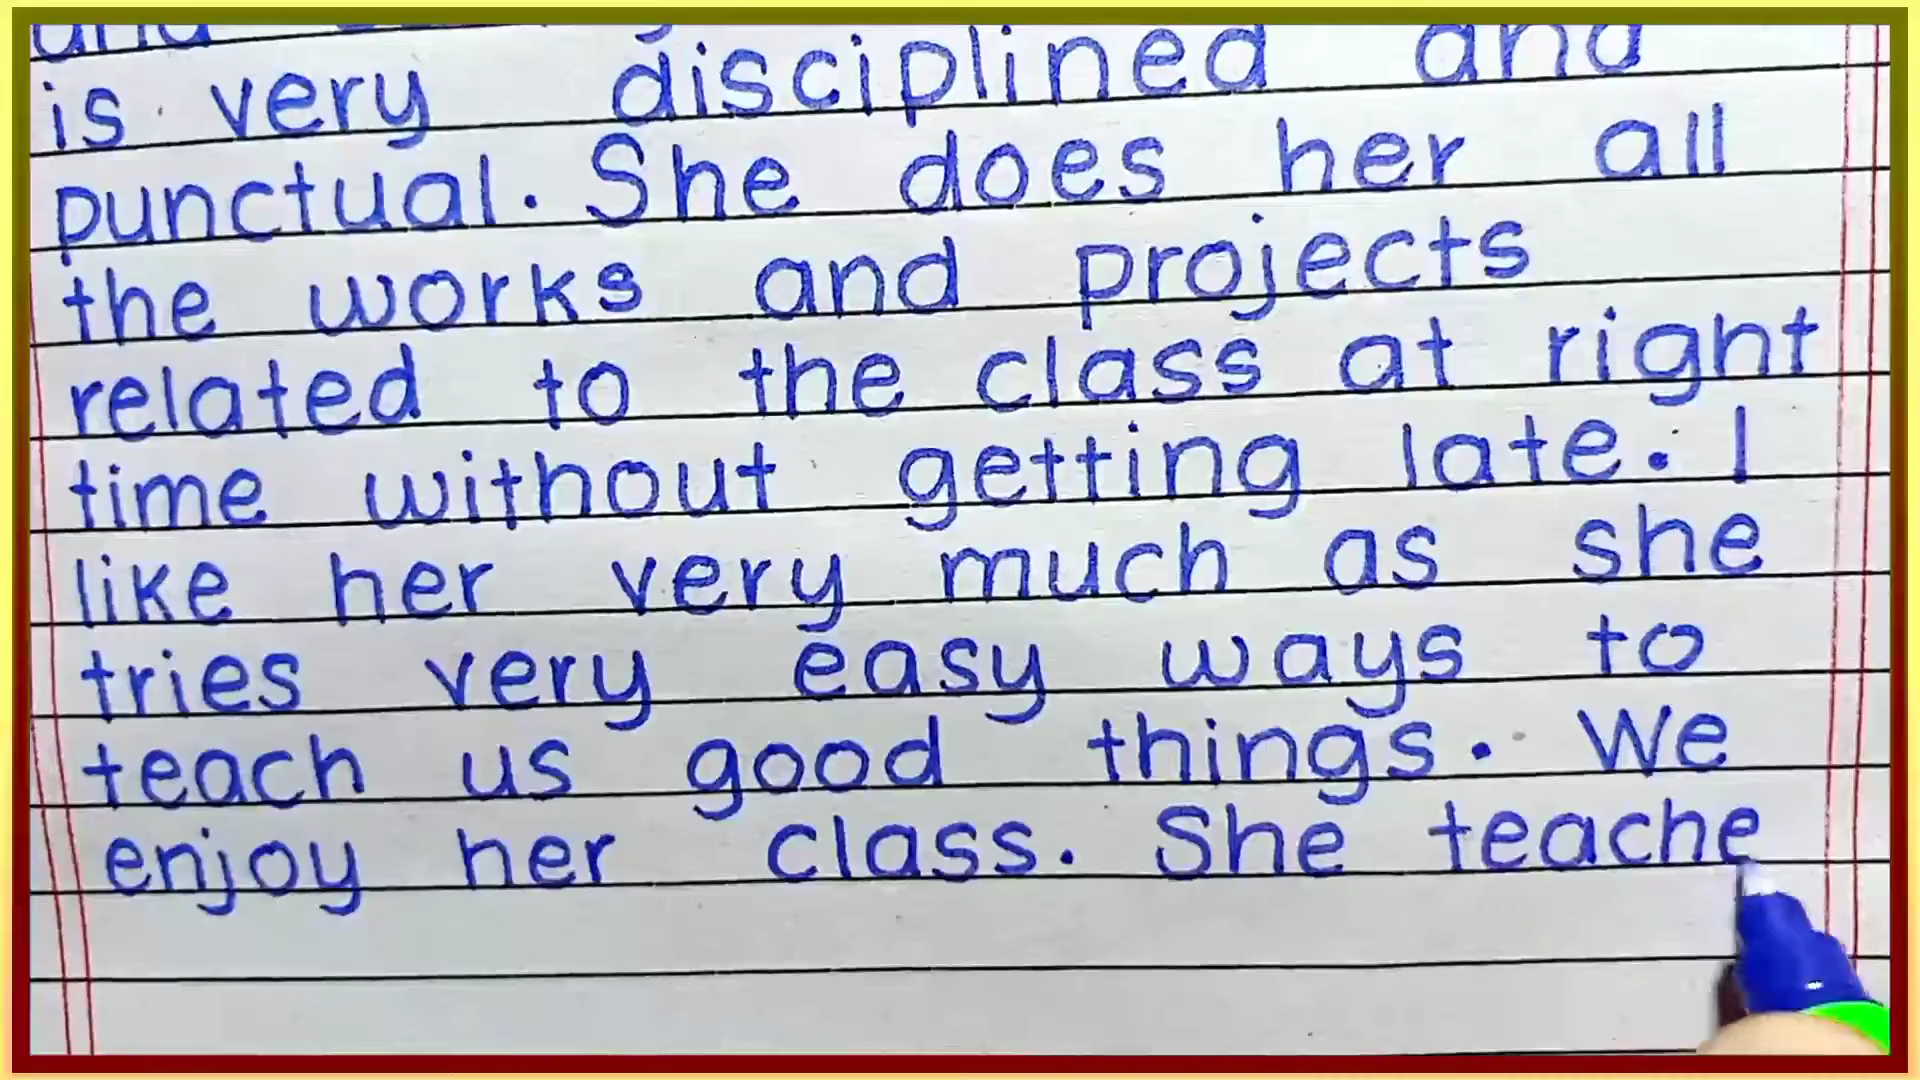 is very disciplined and
punctual. She does her all
the works and projects
related to the class at right
time without getting late. I
like her very much as she
tries very easy ways to
teach us good things. We
enjoy her class. She teache